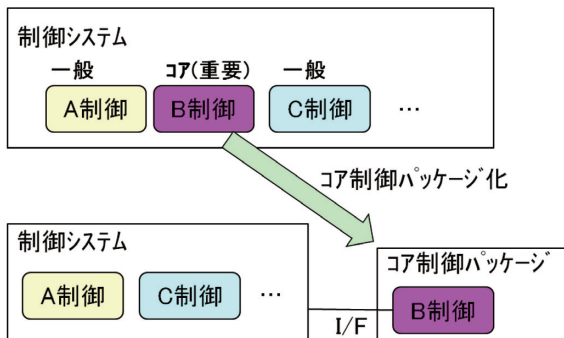 制御システム
一般 コア(重要) 一般
A制御 B制御 C制御 …
コア制御パッケージ化
制御システム
コア制御パッケージ
A制御 C制御 …
B制御
I/F